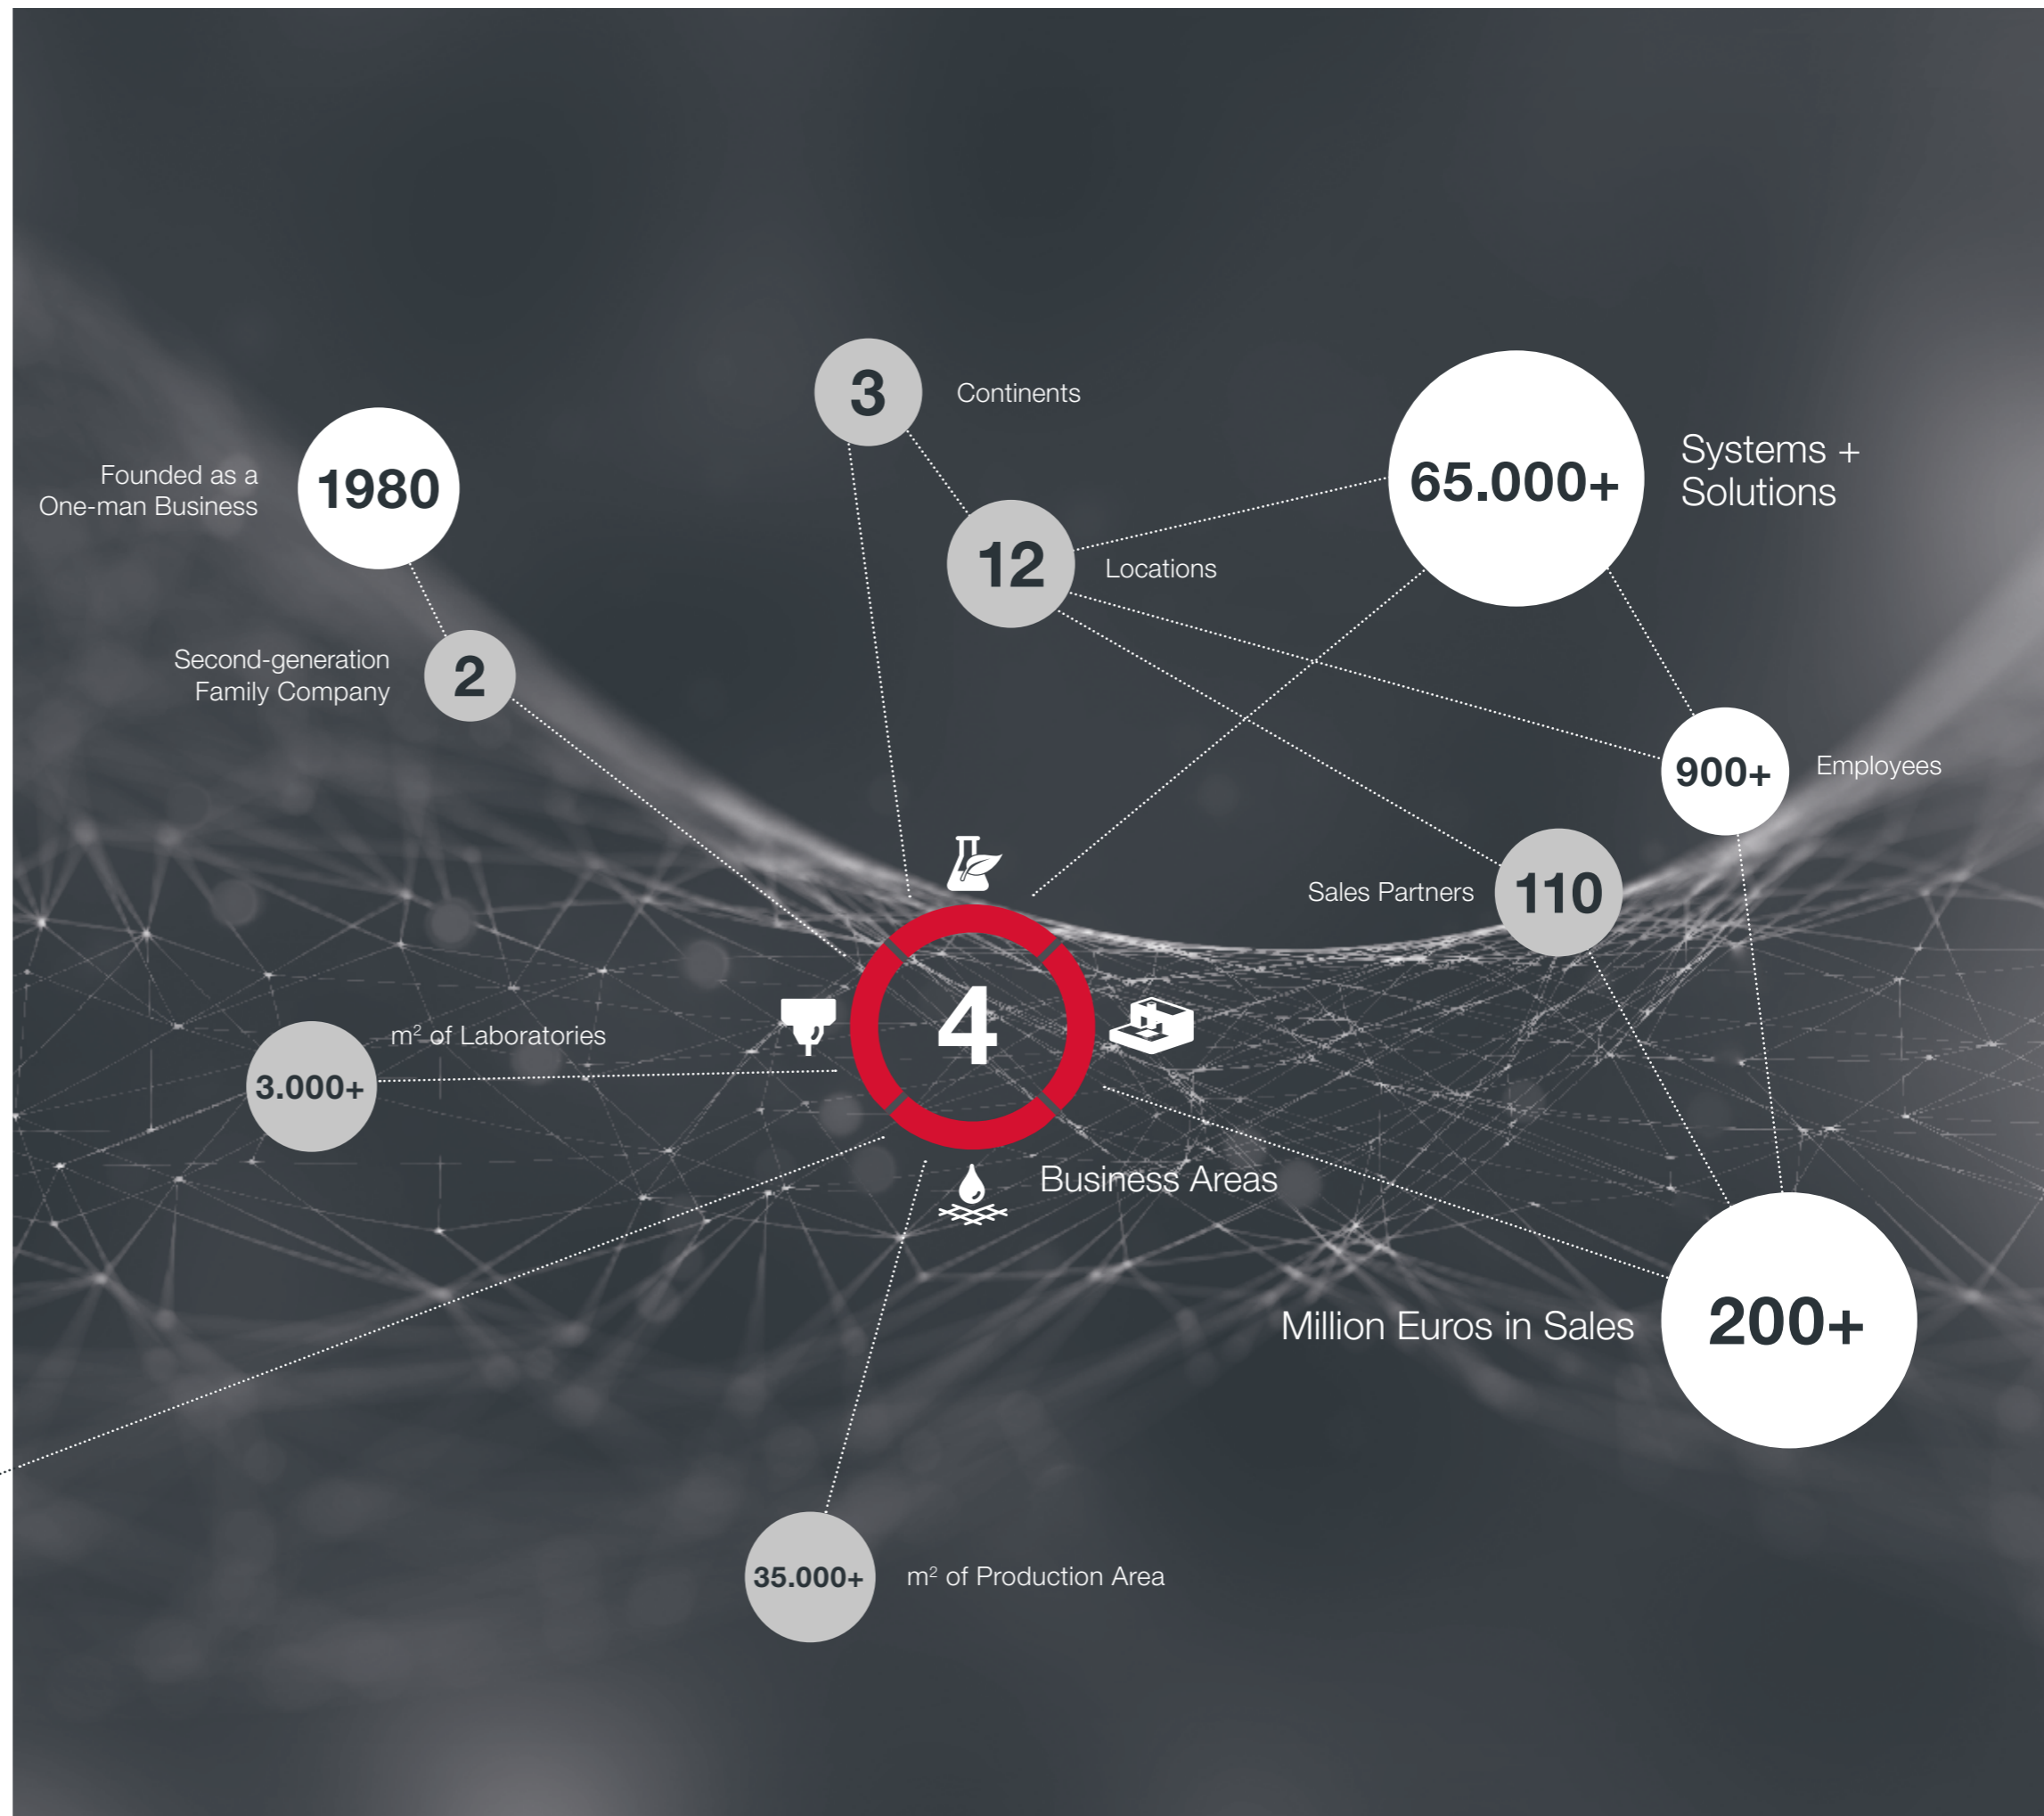 3
Continents
65.000+
Systems +
Solutions
1980
Founded as a
One-man Business
12
Locations
2
Second-generation
Family Company
900+
Employees
Sales Partners
110
4
Business Areas
m² of Laboratories
3.000+
Million Euros in Sales
200+
35.000+
m² of Production Area